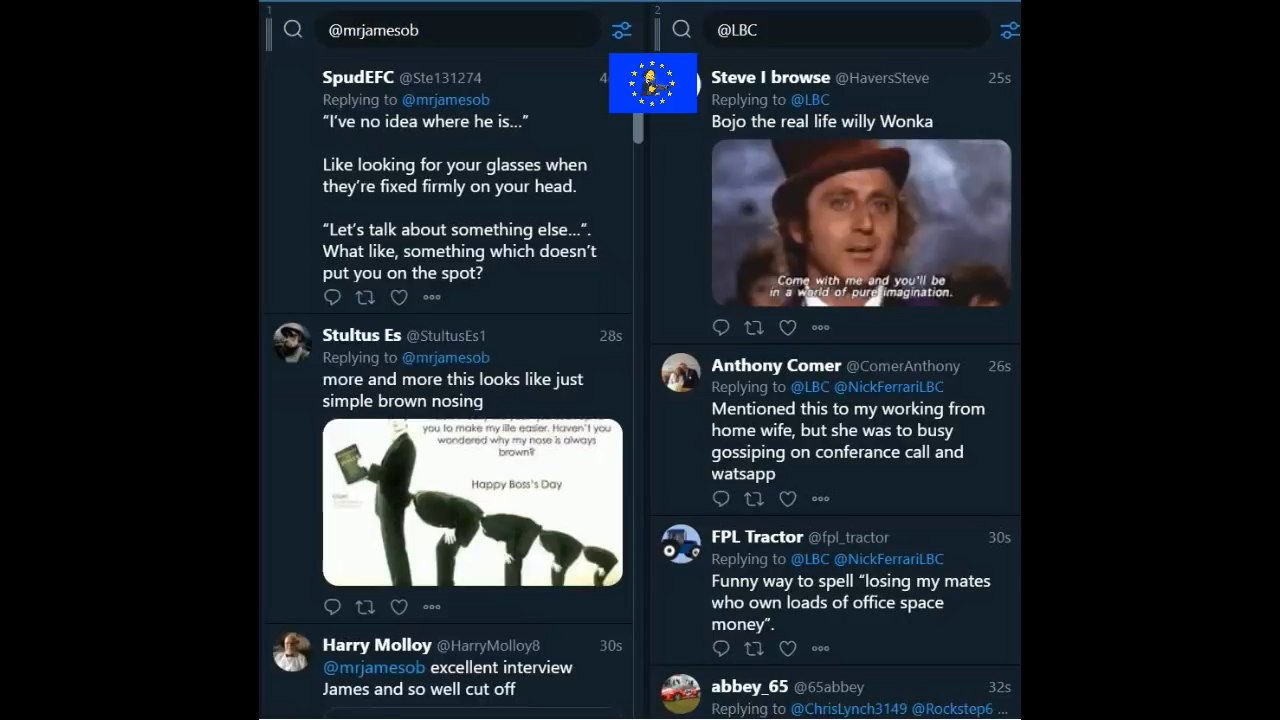 1
@mrjamesob
SpudEFC @Ste131274
Replying to @mrjamesob
“I’ve no idea where he is...”
Like looking for your glasses when
they’re fixed firmly on your head.
“Let’s talk about something else...“.
What like, something which doesn’t
put you on the spot?
Stultus Es @StultusEs1 28s
Replying to @mrjamesob
more and more this looks like just
simple brown nosing
you to make my life easier. Haven't you
wondered why my nose is always
brown?
Happy Boss's Day
Harry Molloy @HarryMolloy8 30s
@mrjamesob excellent interview
James and so well cut off
2
@LBC
Steve I browse @HaversSteve 25s
Replying to @LBC
Bojo the real life willy Wonka
Come with me and you'll be
in a world of pure imagination.
Anthony Comer @ComerAnthony 26s
Replying to @LBC @NickFerrariLBC
Mentioned this to my working from
home wife, but she was to busy
gossiping on conferance call and
watsapp
FPL Tractor @fpl_tractor 30s
Replying to @LBC @NickFerrariLBC
Funny way to spell “losing my mates
who own loads of office space
money”.
abbey_65 @65abbey 32s
Replying to @ChrisLynch3149 @Rockstep6 ...